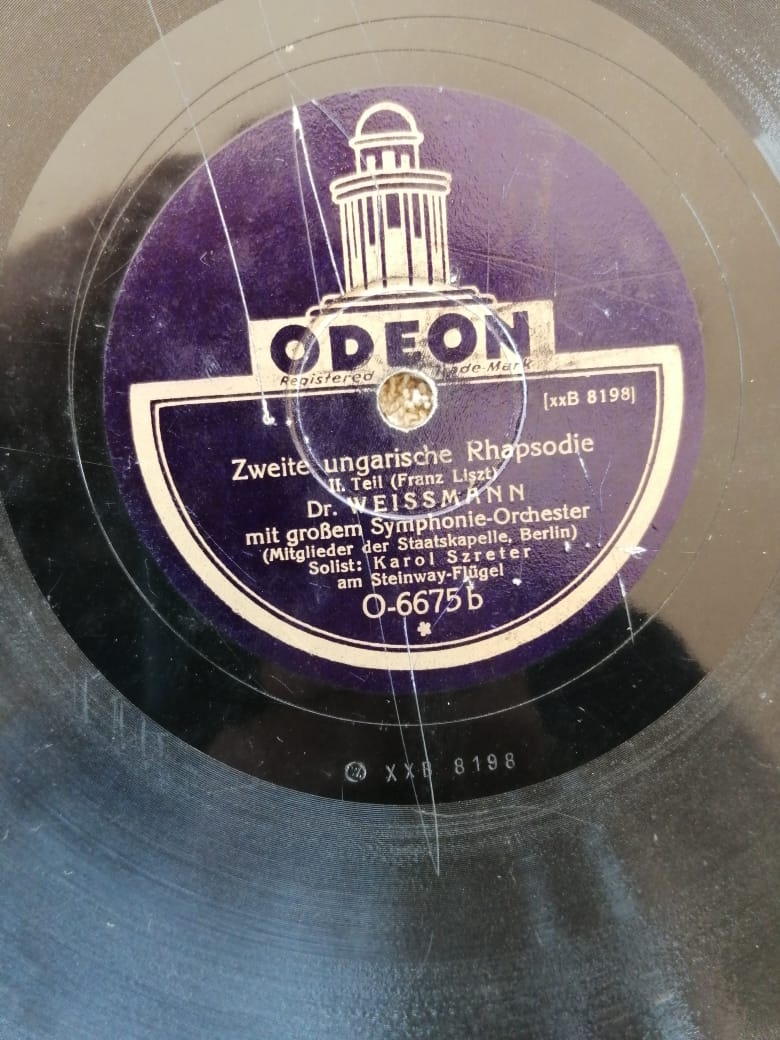 ODEON
Registered Trade-Mark
[xxB 8198]
Zweite ungarische Rhapsodie
II. Teil (Franz Liszt)
Dr. WEISSMANN
mit großem Symphonie-Orchester
(Mitglieder der Staatskapelle, Berlin)
Solist: Karol Szreter
am Steinway-Flügel
O-6675b
XXB 8198